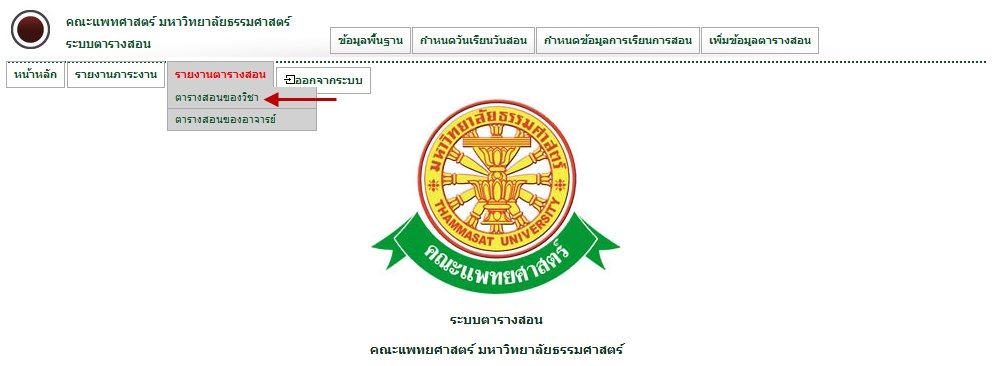 คณะแพทศาสตร์ มหาวิทยาลัยธรรมศาสตร์
ระบบตารางสอน
ข้อมูลพื้นฐาน กำหนดวันเรียนวันสอน กำหนดข้อมูลการเรียนการสอน เพิ่มข้อมูลตารางสอน
หน้าหลัก รายงานภาระงาน รายงานตารางสอน ออกจากระบบ
ตารางสอนของวิชา
ตารางสอนของอาจารย์
มหาวิทยาลัยธรรมศาสตร์
THAMMASAT UNIVERSITY
คณะแพทยศาสตร์
ระบบตารางสอน
คณะแพทยศาสตร์ มหาวิทยาลัยธรรมศาสตร์